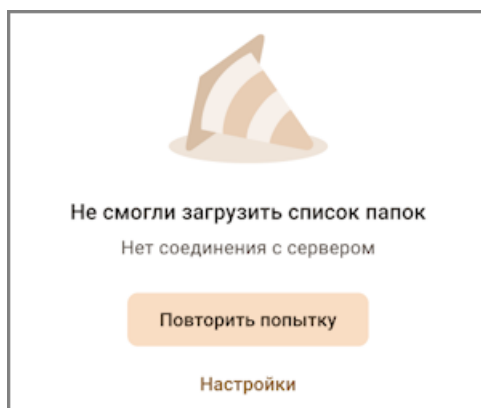 Не смогли загрузить список папок
Нет соединения с сервером
Повторить попытку
Настройки